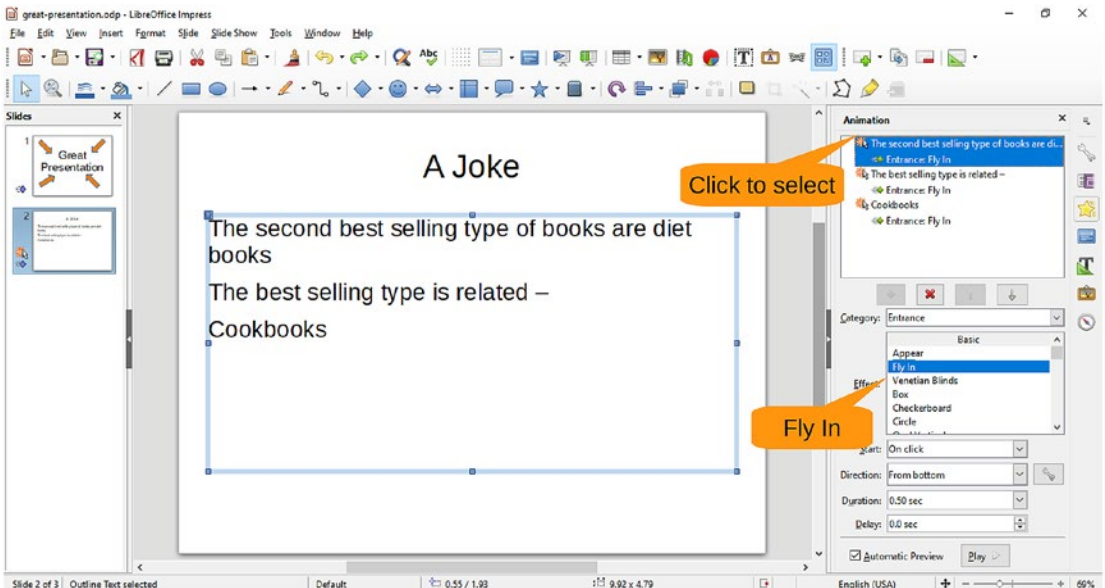 great-presentation.odp - LibreOffice Impress
File Edit View Insert Format Slide Slide Show Tools Window Help
Abc
Slides
1
Great
Presentation
2
A Joke
The second best selling type of books are diet
books
The best selling type is related –
Cookbooks
Click to select
Fly In
Animation
The second best selling type of books are di...
Entrance: Fly In
The best selling type is related –
Entrance: Fly In
Cookbooks
Entrance: Fly In
Category: Entrance
Basic
Appear
Fly In
Venetian Blinds
Box
Checkerboard
Circle
Start: On click
Direction: From bottom
Duration: 0.50 sec
Delay: 0.0 sec
Automatic Preview Play
Slide 2 of 3 Outline Text selected Default 0.55 / 1.93 9.92 x 4.79 English (USA) 69%